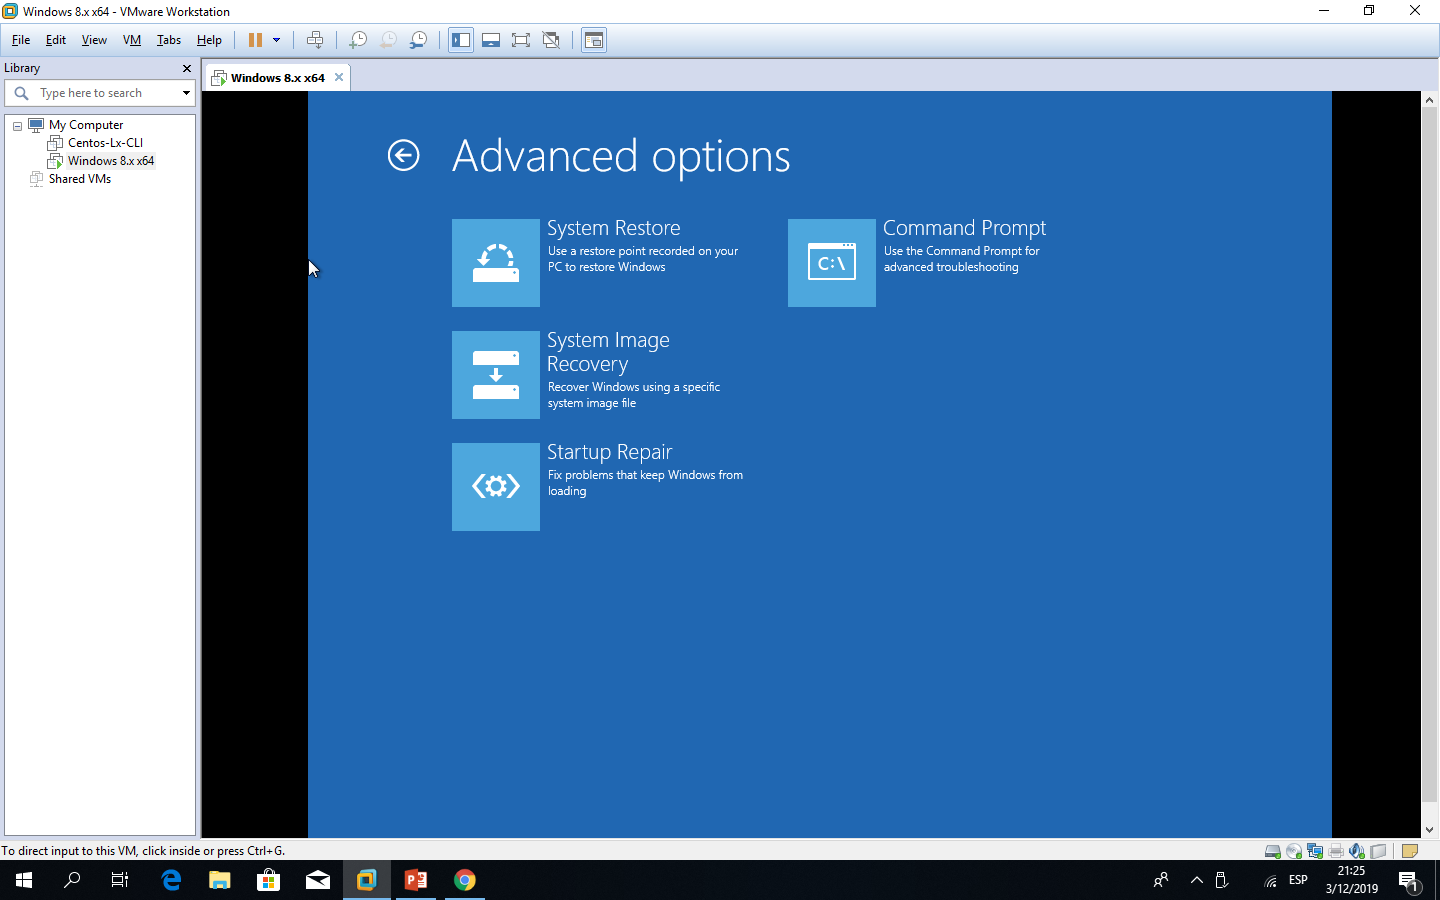 Windows 8.x x64 - VMware Workstation
File Edit View VM Tabs Help
Library
Type here to search
My Computer
Centos-Lx-CLI
Windows 8.x x64
Shared VMs
Windows 8.x x64
Advanced options
System Restore
Use a restore point recorded on your
PC to restore Windows
Command Prompt
Use the Command Prompt for
advanced troubleshooting
C:\
System Image
Recovery
Recover Windows using a specific
system image file
Startup Repair
Fix problems that keep Windows from
loading
To direct input to this VM, click inside or press Ctrl+G.
ESP
21:25
3/12/2019
1